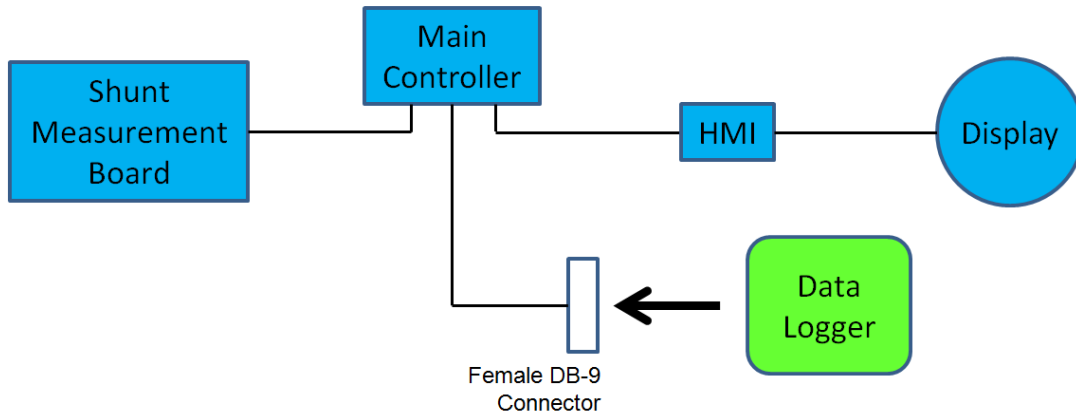 Main
Controller
Shunt
Measurement
Board
HMI
Display
Data
Logger
Female DB-9
Connector